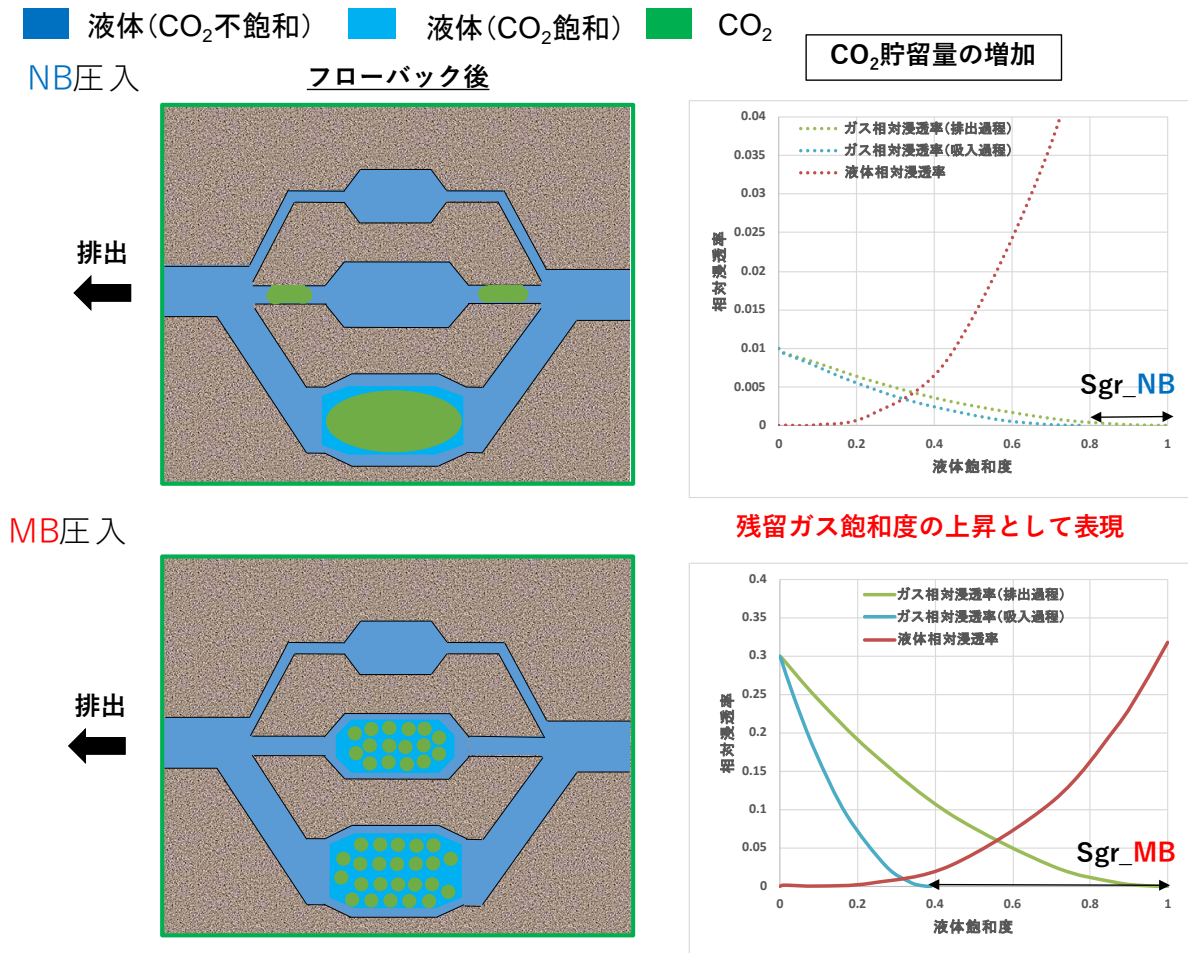 液体（CO₂不飽和） 液体（CO₂飽和） CO₂
NB圧入
フローバック後
CO₂貯留量の増加
排出
0.04
0.035
0.03
0.025
0.02
0.015
0.01
0.005
0
ガス相対浸透率(排出過程)
ガス相対浸透率(吸入過程)
液体相対浸透率
相対浸透率
Sgr_NB
0 0.2 0.4 0.6 0.8 1
液体飽和度
MB圧入
残留ガス飽和度の上昇として表現
排出
0.4
0.35
0.3
0.25
0.2
0.15
0.1
0.05
0
ガス相対浸透率(排出過程)
ガス相対浸透率(吸入過程)
液体相対浸透率
相対浸透率
Sgr_MB
0 0.2 0.4 0.6 0.8 1
液体飽和度